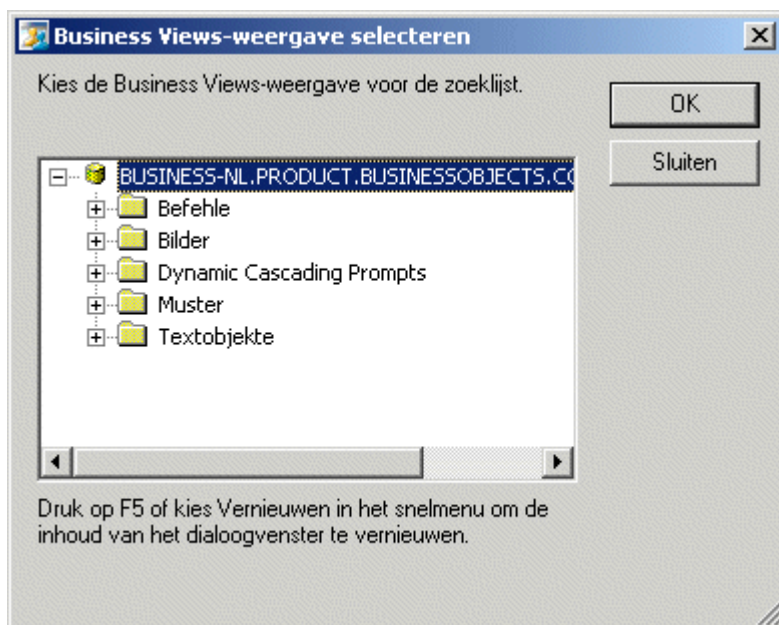 Business Views-weergave selecteren
Kies de Business Views-weergave voor de zoeklijst.
OK
Sluiten
BUSINESS-NL.PRODUCT.BUSINESSOBJECTS.CO
Befehle
Bilder
Dynamic Cascading Prompts
Muster
Textobjekte
Druk op F5 of kies Vernieuwen in het snelmenu om de
inhoud van het dialoogvenster te vernieuwen.